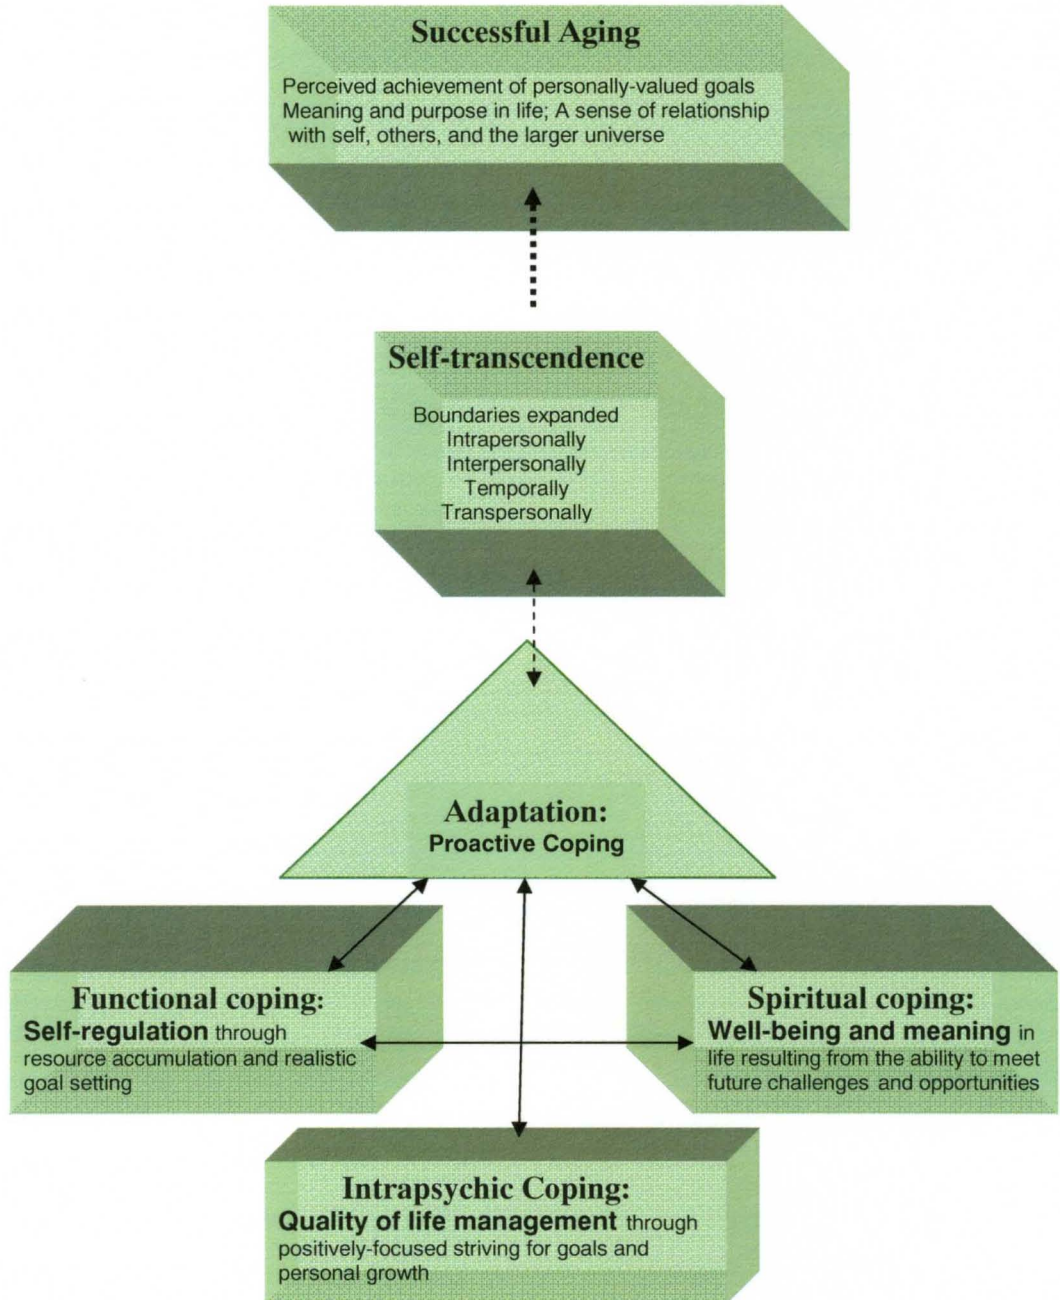 Successful Aging
Perceived achievement of personally-valued goals
Meaning and purpose in life; A sense of relationship
with self, others, and the larger universe
Self-transcendence
Boundaries expanded
Intrapersonally
Interpersonally
Temporally
Transpersonally
Adaptation:
Proactive Coping
Functional coping:
Self-regulation through
resource accumulation and realistic
goal setting
Spiritual coping:
Well-being and meaning in
life resulting from the ability to meet
future challenges and opportunities
Intrapsychic Coping:
Quality of life management through
positively-focused striving for goals and
personal growth